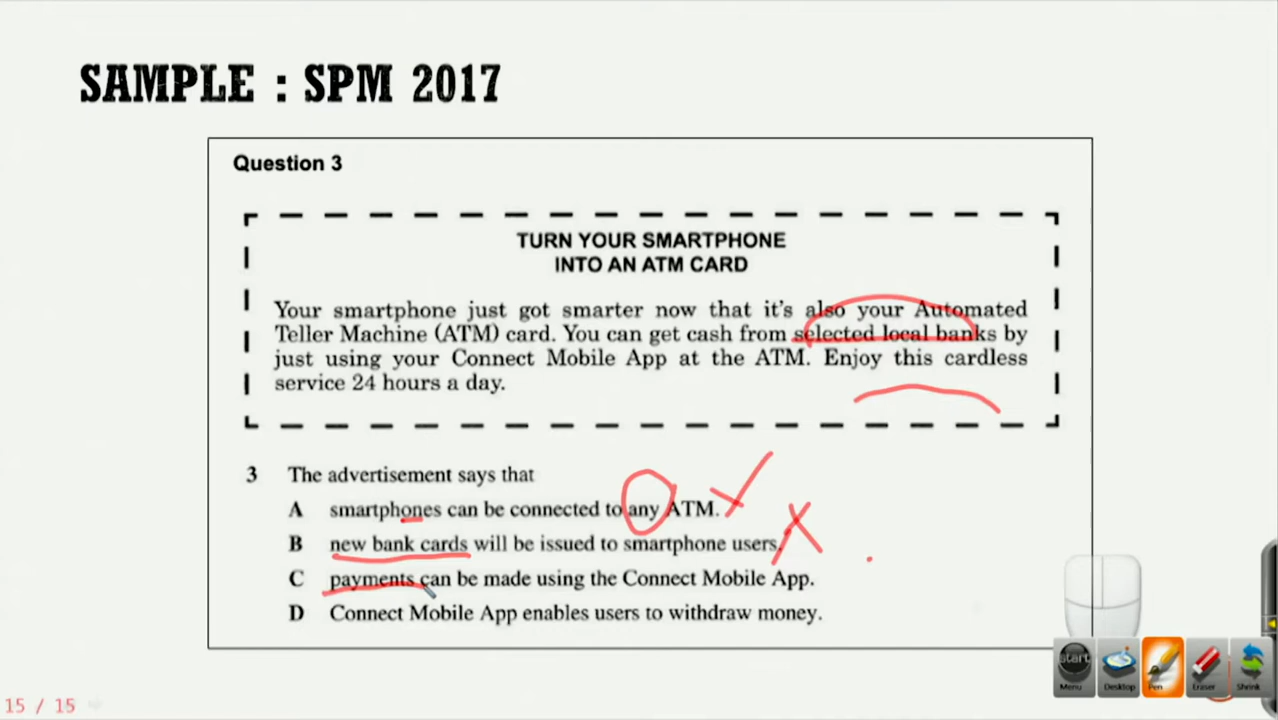 SAMPLE : SPM 2017
Question 3
TURN YOUR SMARTPHONE
INTO AN ATM CARD
Your smartphone just got smarter now that it's also your Automated
Teller Machine (ATM) card. You can get cash from selected local banks by
just using your Connect Mobile App at the ATM. Enjoy this cardless
service 24 hours a day.
3 The advertisement says that
A smartphones can be connected to any ATM.
B new bank cards will be issued to smartphone users.
C payments can be made using the Connect Mobile App.
D Connect Mobile App enables users to withdraw money.
start
Menu Desktop Pen Eraser Shrink
15 / 15